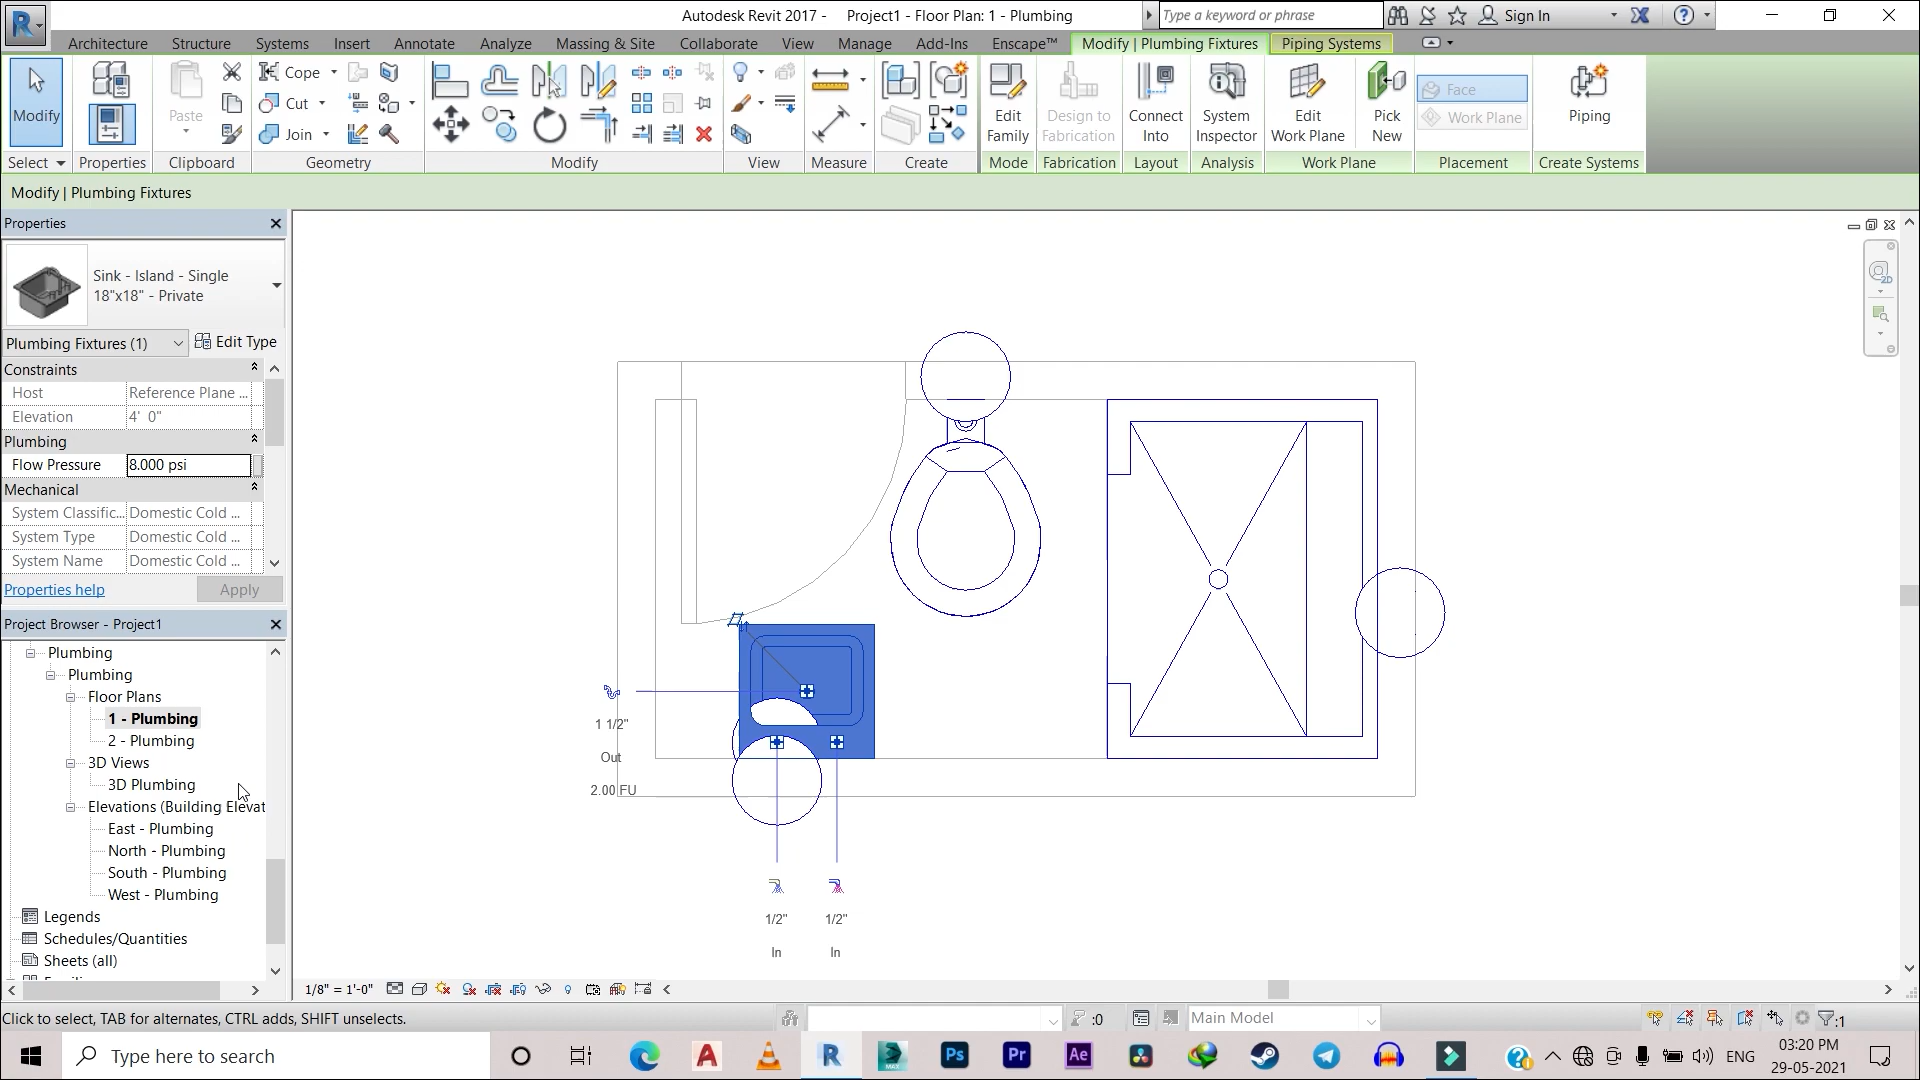 Autodesk Revit 2017 - Project1 - Floor Plan: 1 - Plumbing
Type a keyword or phrase
Sign In
Architecture Structure Systems Insert Annotate Analyze Massing & Site Collaborate View Manage Add-Ins Enscape™ Modify | Plumbing Fixtures Piping Systems
Modify
Paste
Cope
Cut
Join
Edit Family
Design to Fabrication
Connect Into
System Inspector
Edit Work Plane
Pick New
Face
Work Plane
Piping
Select Properties Clipboard Geometry Modify View Measure Create Mode Fabrication Layout Analysis Work Plane Placement Create Systems
Modify | Plumbing Fixtures
Properties
Sink - Island - Single
18"x18" - Private
Plumbing Fixtures (1) Edit Type
Constraints
Host Reference Plane ...
Elevation 4' 0"
Plumbing
Flow Pressure 8.000 psi
Mechanical
System Classific... Domestic Cold ...
System Type Domestic Cold ...
System Name Domestic Cold ...
Properties help Apply
Project Browser - Project1
Plumbing
Plumbing
Floor Plans
1 - Plumbing
2 - Plumbing
3D Views
3D Plumbing
Elevations (Building Elevat
East - Plumbing
North - Plumbing
South - Plumbing
West - Plumbing
Legends
Schedules/Quantities
Sheets (all)
2D
1 1/2"
Out
2.00 FU
1/2" 1/2"
In In
1/8" = 1'-0"
Click to select, TAB for alternates, CTRL adds, SHIFT unselects.
:0
Main Model
:1
Type here to search
Ps
Pr
Ae
ENG
03:20 PM
29-05-2021